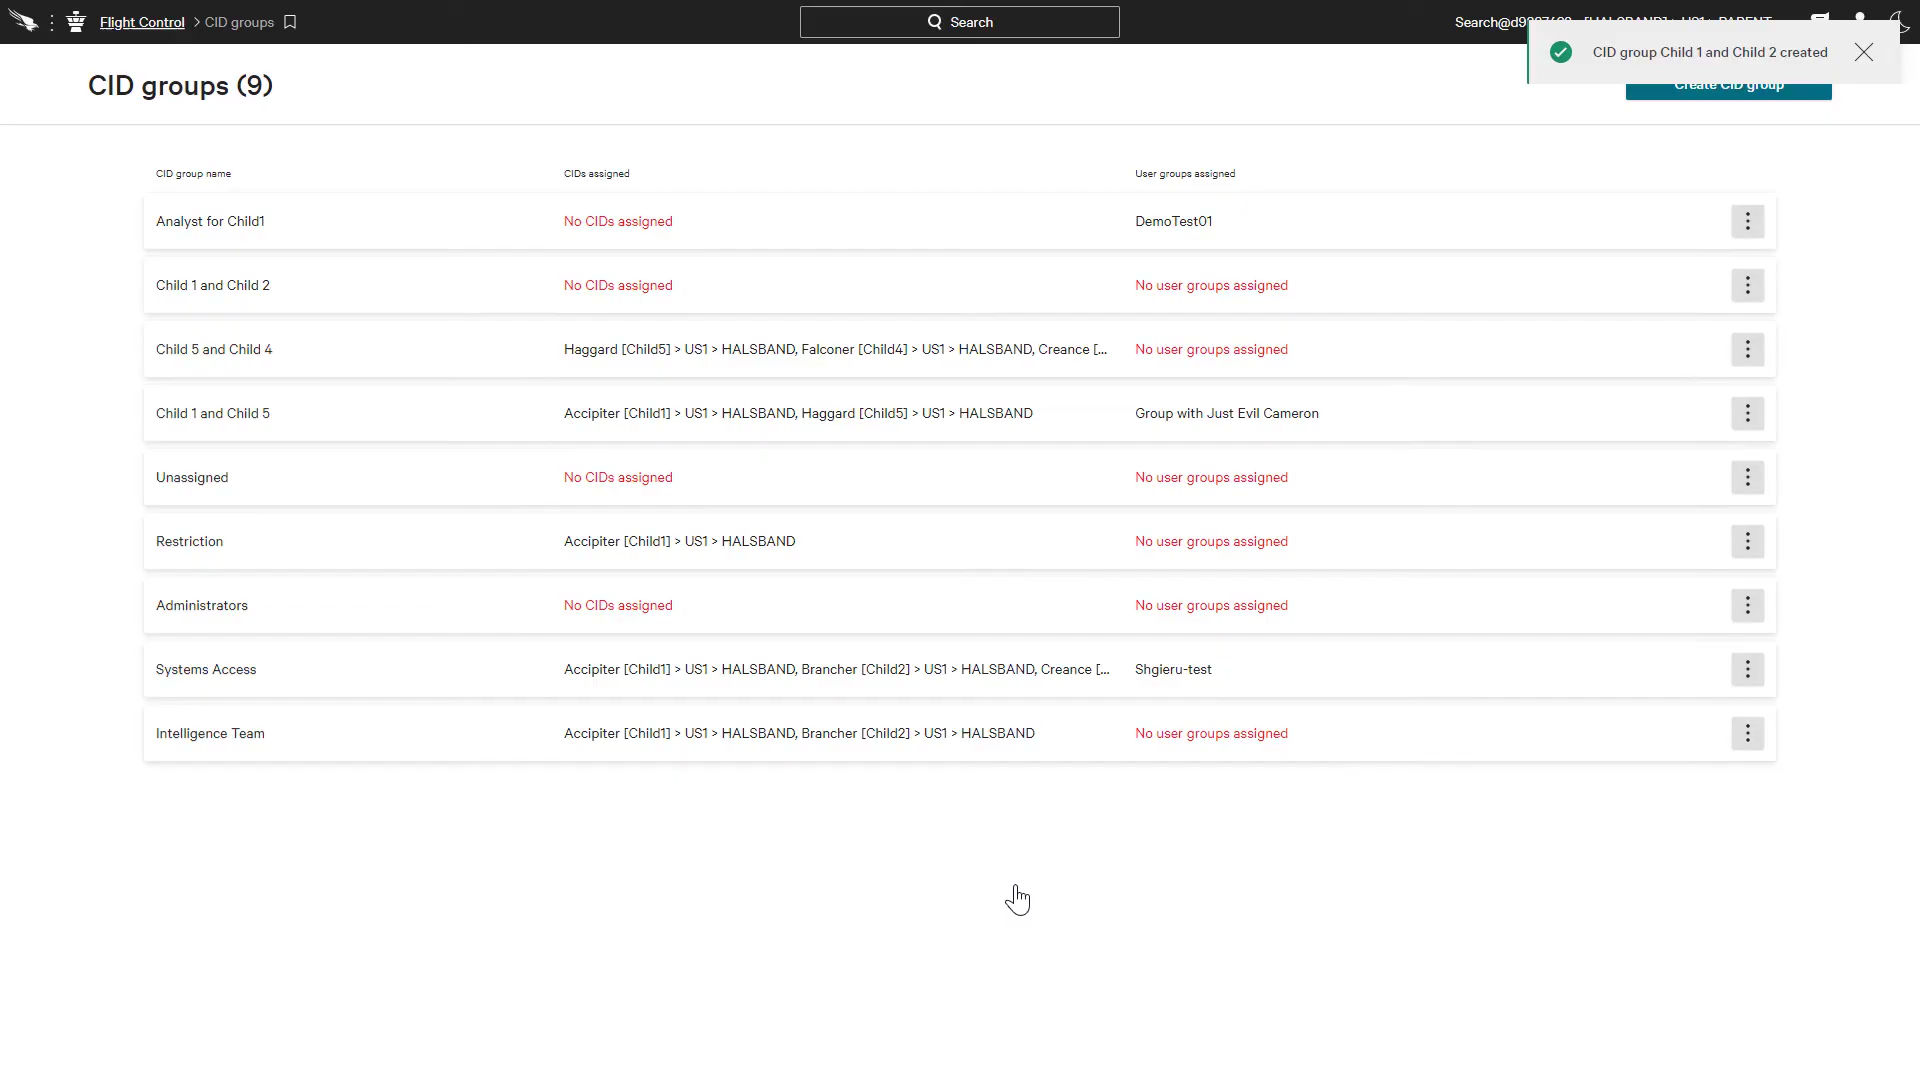 Flight Control > CID groups
Search
CID group Child 1 and Child 2 created
CID groups (9)
Create CID group
CID group name CIDs assigned User groups assigned
Analyst for Child1 No CIDs assigned DemoTest01
Child 1 and Child 2 No CIDs assigned No user groups assigned
Child 5 and Child 4 Haggard [Child5] > US1 > HALSBAND, Falconer [Child4] > US1 > HALSBAND, Creance [... No user groups assigned
Child 1 and Child 5 Accipiter [Child1] > US1 > HALSBAND, Haggard [Child5] > US1 > HALSBAND Group with Just Evil Cameron
Unassigned No CIDs assigned No user groups assigned
Restriction Accipiter [Child1] > US1 > HALSBAND No user groups assigned
Administrators No CIDs assigned No user groups assigned
Systems Access Accipiter [Child1] > US1 > HALSBAND, Brancher [Child2] > US1 > HALSBAND, Creance [... Shgieru-test
Intelligence Team Accipiter [Child1] > US1 > HALSBAND, Brancher [Child2] > US1 > HALSBAND No user groups assigned